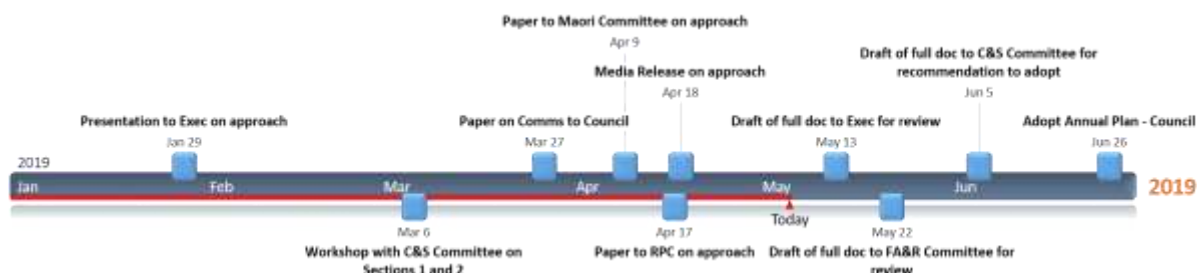 Paper to Maori Committee on approach
Apr 9
Draft of full doc to C&S Committee for
recommendation to adopt
Jun 5
Media Release on approach
Apr 18
Presentation to Exec on approach
Jan 29
Paper on Comms to Council
Mar 27
Draft of full doc to Exec for review
May 13
Adopt Annual Plan - Council
Jun 26
2019
Jan Feb Mar Apr May Jun 2019
Today
Mar 6
Workshop with C&S Committee on
Sections 1 and 2
Apr 17
Paper to RPC on approach
May 22
Draft of full doc to FA&R Committee for
review